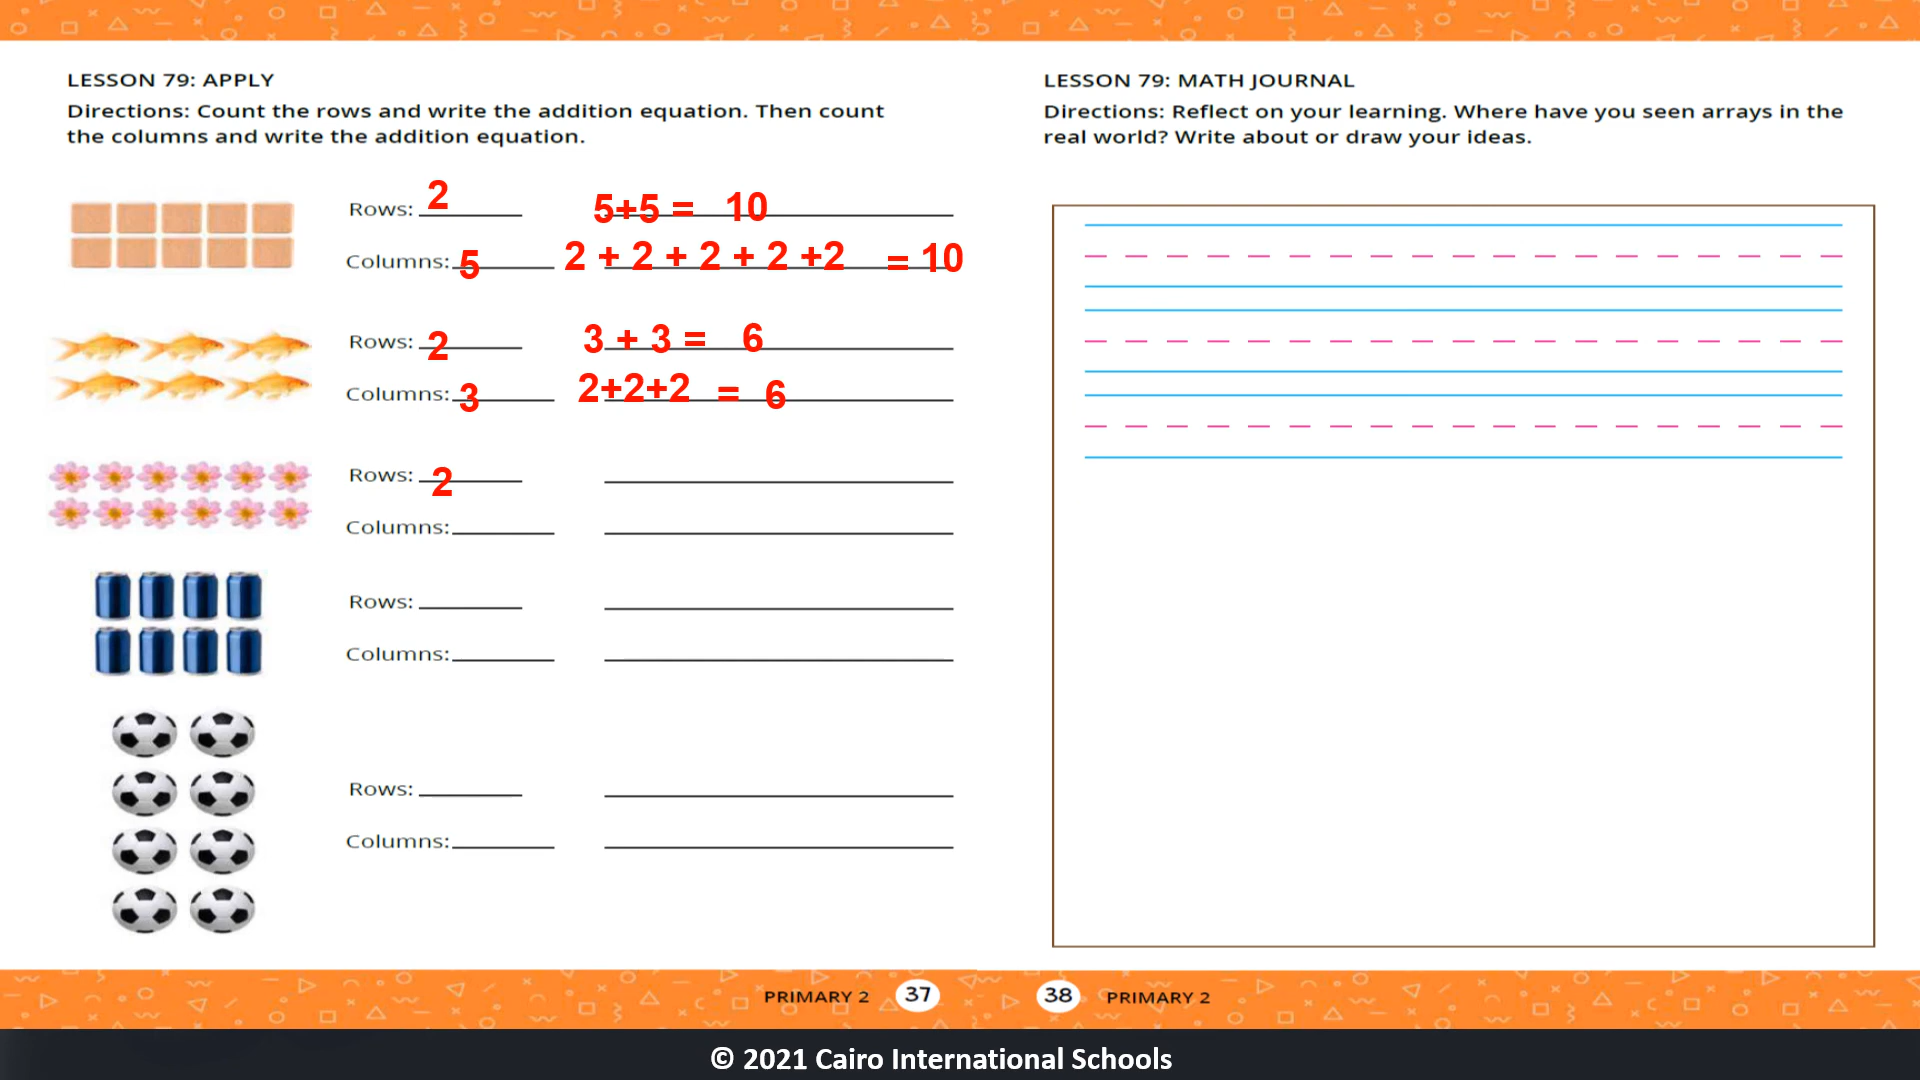 LESSON 79: APPLY
Directions: Count the rows and write the addition equation. Then count
the columns and write the addition equation.
Rows: 2 5+5 = 10
Columns: 5 2 + 2 + 2 + 2 +2 = 10
Rows: 2 3 + 3 = 6
Columns: 3 2+2+2 = 6
Rows: 2
Columns:
Rows:
Columns:
Rows:
Columns:
PRIMARY 2 37
LESSON 79: MATH JOURNAL
Directions: Reflect on your learning. Where have you seen arrays in the
real world? Write about or draw your ideas.
38 PRIMARY 2
© 2021 Cairo International Schools